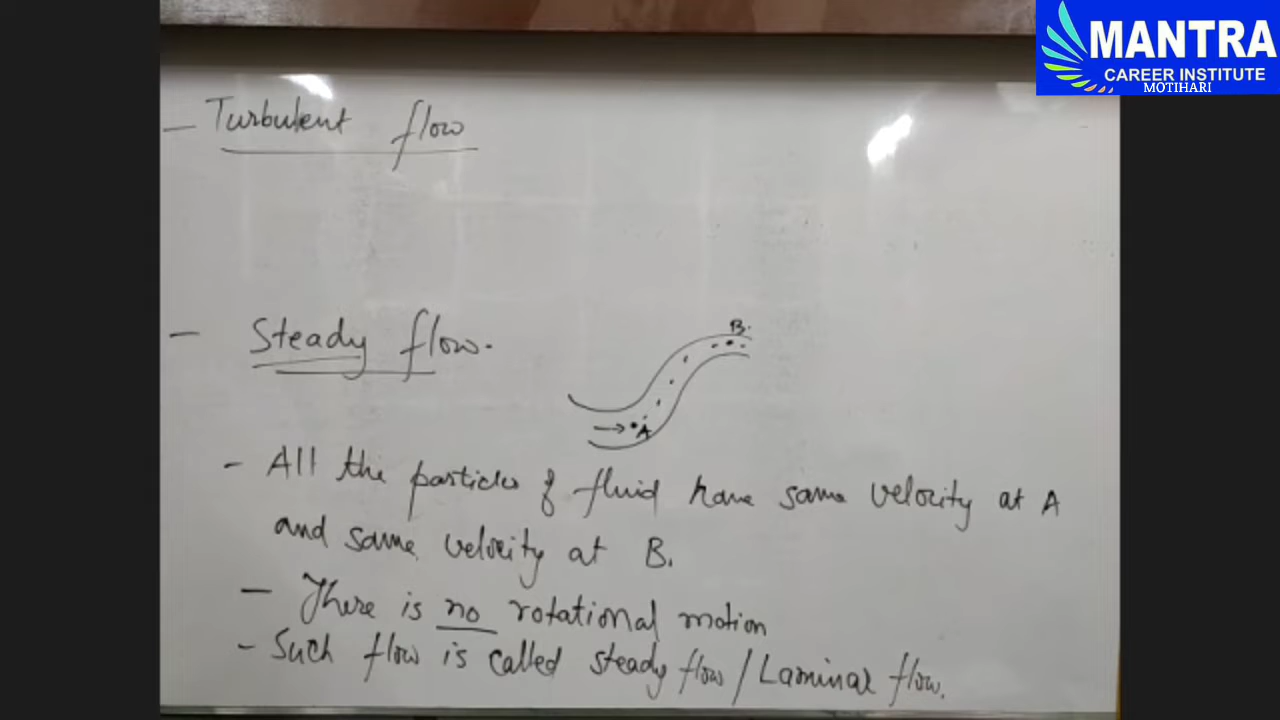 MANTRA
CAREER INSTITUTE
MOTIHARI
- Turbulent flow
- Steady flow.
B.
→ A
- All the particles of fluid have same velocity at A
and same velocity at B.
- There is no rotational motion
- Such flow is called steady flow / Laminar flow.